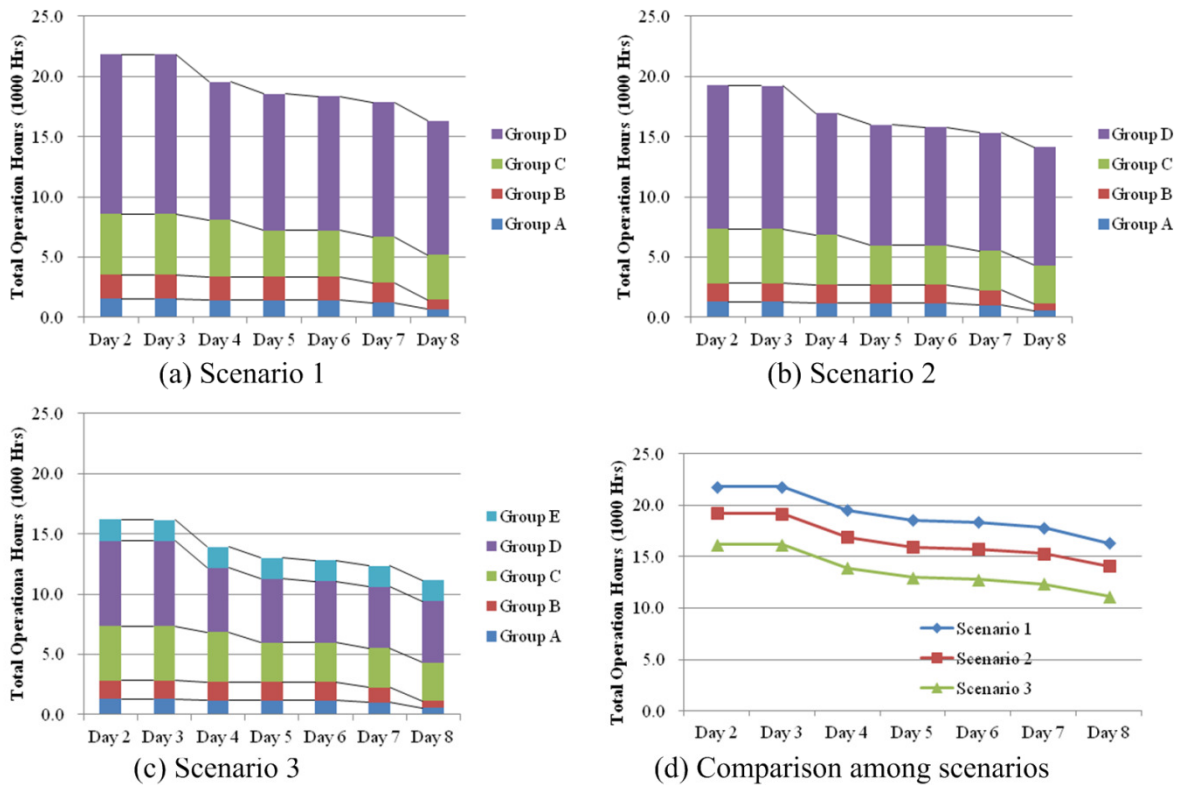 Total Operation Hours (1000 Hrs)
25.0
20.0
15.0
10.0
5.0
0.0
Day 2 Day 3 Day 4 Day 5 Day 6 Day 7 Day 8
Group D
Group C
Group B
Group A
(a) Scenario 1
Total Operation Hours (1000 Hrs)
25.0
20.0
15.0
10.0
5.0
0.0
Day 2 Day 3 Day 4 Day 5 Day 6 Day 7 Day 8
Group D
Group C
Group B
Group A
(b) Scenario 2
Total Operationa Hours (1000 Hrs)
25.0
20.0
15.0
10.0
5.0
0.0
Day 2 Day 3 Day 4 Day 5 Day 6 Day 7 Day 8
Group E
Group D
Group C
Group B
Group A
(c) Scenario 3
Total Operation Hours (1000 Hrs)
25.0
20.0
15.0
10.0
5.0
0.0
Scenario 1
Scenario 2
Scenario 3
Day 2 Day 3 Day 4 Day 5 Day 6 Day 7 Day 8
(d) Comparison among scenarios